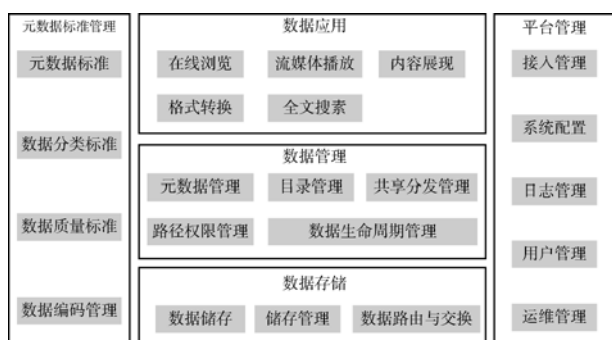 元数据标准管理
元数据标准
数据分类标准
数据质量标准
数据编码管理
数据应用
在线浏览 流媒体播放 内容展现
格式转换 全文搜素
数据管理
元数据管理 目录管理 共享分发管理
路径权限管理 数据生命周期管理
数据存储
数据储存 储存管理 数据路由与交换
平台管理
接入管理
系统配置
日志管理
用户管理
运维管理